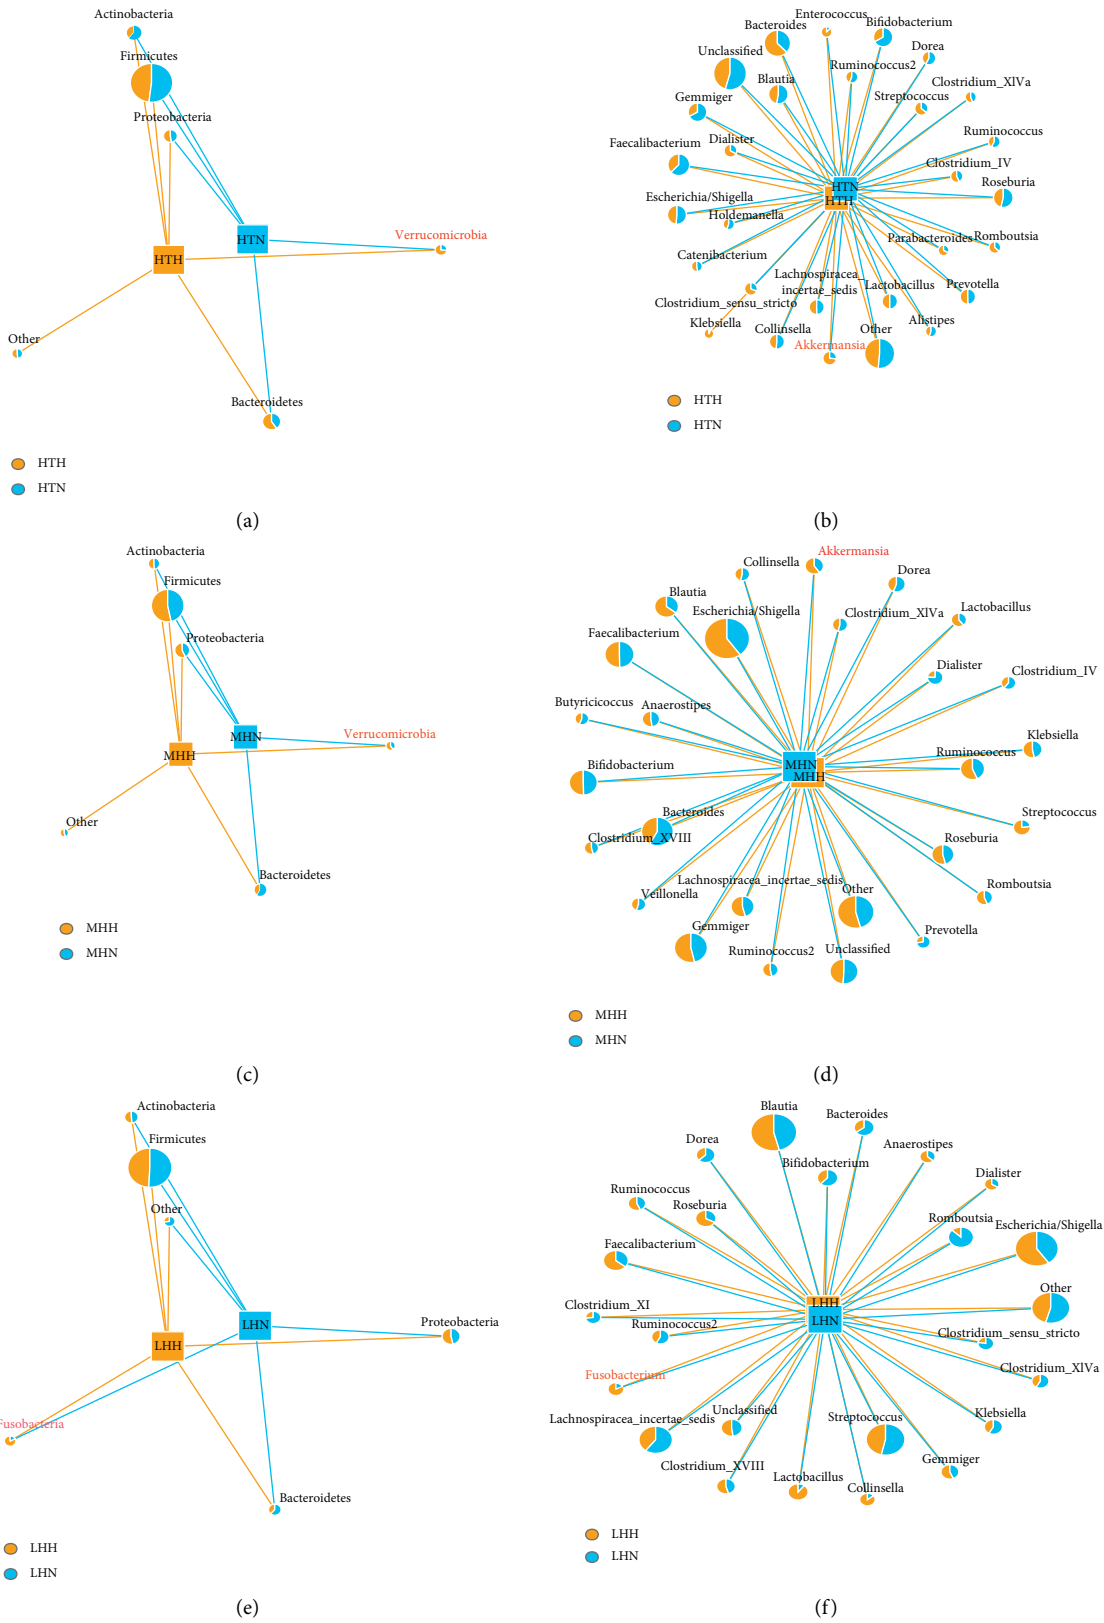 Actinobacteria
Firmicutes
Proteobacteria
HTN
Verrucomicrobia
HTH
Other
Bacteroidetes
HTH
HTN
(a)
Enterococcus
Bacteroides
Bifidobacterium
Unclassified
Dorea
Ruminococcus2
Blautia
Clostridium_XlVa
Gemmiger
Streptococcus
Ruminococcus
Dialister
Faecalibacterium
Clostridium_IV
Roseburia
HTN
Escherichia/Shigella
HTH
Holdemanella
Parabacteroides
Romboutsia
Catenibacterium
Lachnospiracea_
incertae_sedis
Lactobacillus
Prevotella
Clostridium_sensu_stricto
Klebsiella
Collinsella
Other
Alistipes
Akkermansia
HTH
HTN
(b)
Actinobacteria
Firmicutes
Proteobacteria
MHN
Verrucomicrobia
MHH
Other
Bacteroidetes
MHH
MHN
(c)
Akkermansia
Collinsella
Dorea
Blautia
Escherichia/Shigella
Clostridium_XlVa
Lactobacillus
Faecalibacterium
Dialister
Clostridium_IV
Butyricicoccus
Anaerostipes
Klebsiella
Ruminococcus
Bifidobacterium
MHN
MHH
Bacteroides
Streptococcus
Clostridium_XVIII
Roseburia
Lachnospiracea_incertae_sedis
Romboutsia
Veillonella
Other
Gemmiger
Prevotella
Ruminococcus2
Unclassified
MHH
MHN
(d)
Actinobacteria
Firmicutes
Other
LHN
Proteobacteria
LHH
Fusobacteria
Bacteroidetes
LHH
LHN
(e)
Blautia
Bacteroides
Dorea
Anaerostipes
Bifidobacterium
Dialister
Ruminococcus
Roseburia
Romboutsia
Escherichia/Shigella
Faecalibacterium
Other
Clostridium_XI
LHH
LHN
Ruminococcus2
Clostridium_sensu_stricto
Fusobacterium
Clostridium_XlVa
Lachnospiracea_incertae_sedis
Unclassified
Streptococcus
Klebsiella
Clostridium_XVIII
Gemmiger
Lactobacillus
Collinsella
LHH
LHN
(f)